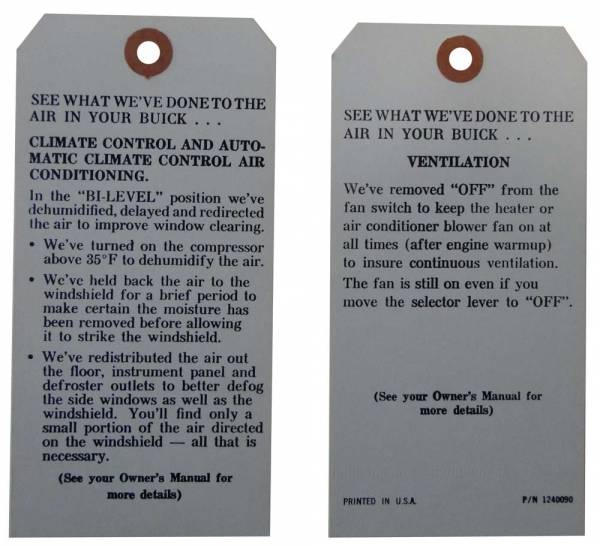 SEE WHAT WE'VE DONE TO THE
AIR IN YOUR BUICK . . .
CLIMATE CONTROL AND AUTO-
MATIC CLIMATE CONTROL AIR
CONDITIONING.
In the "BI-LEVEL" position we've
dehumidified, delayed and redirected
the air to improve window clearing.
• We've turned on the compressor
above 35°F to dehumidify the air.
• We've held back the air to the
windshield for a brief period to
make certain the moisture has
been removed before allowing
it to strike the windshield.
• We've redistributed the air out
the floor, instrument panel and
defroster outlets to better defog
the side windows as well as the
windshield. You'll find only a
small portion of the air directed
on the windshield — all that is
necessary.
(See your Owner's Manual for
more details)
SEE WHAT WE'VE DONE TO THE
AIR IN YOUR BUICK . . .
VENTILATION
We've removed "OFF" from the
fan switch to keep the heater or
air conditioner blower fan on at
all times (after engine warmup)
to insure continuous ventilation.
The fan is still on even if you
move the selector lever to "OFF".
(See your Owner's Manual for
more details)
PRINTED IN U.S.A. P/N 1240090